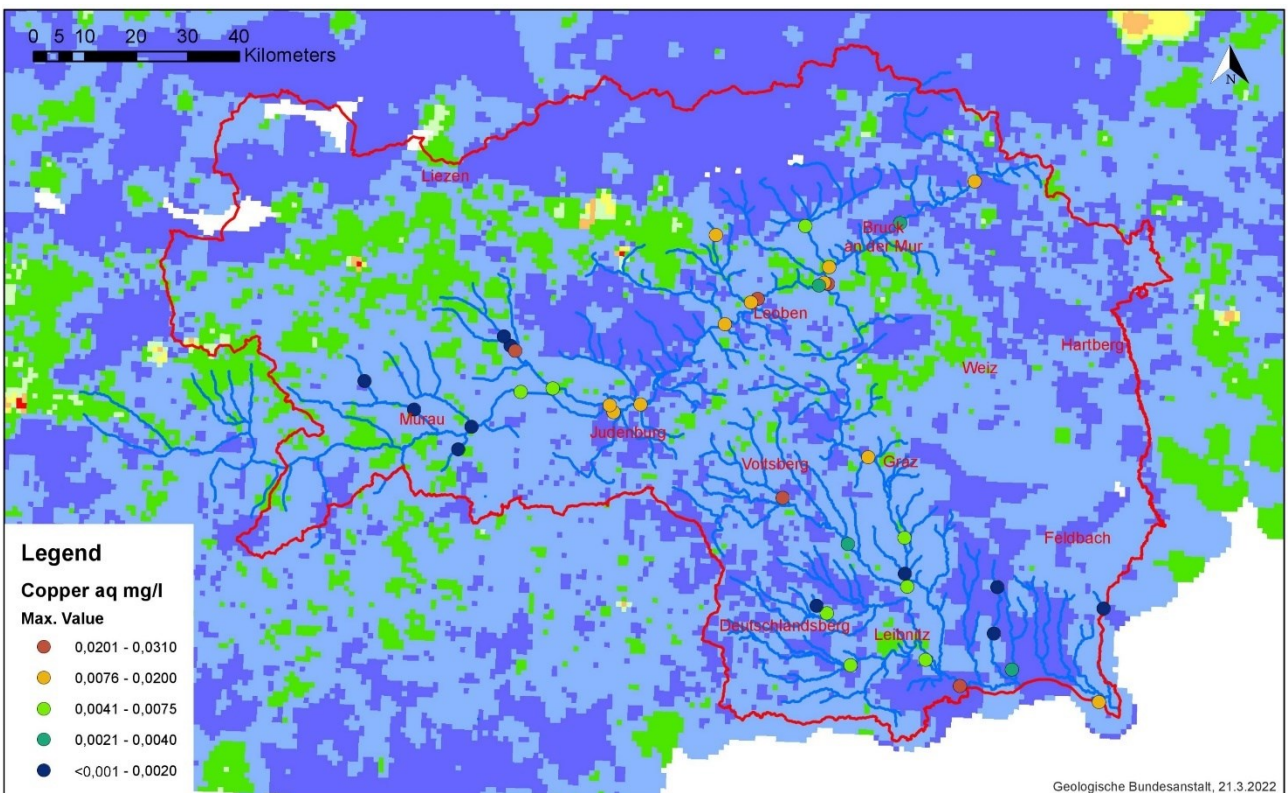 0 5 10 20 30 40
Kilometers
N
Liezen
Bruck
an der Mur
Leoben
Hartberg
Weiz
Murau
Judenburg
Voitsberg
Graz
Feldbach
Deutschlandsberg
Leibnitz
Legend
Copper aq mg/l
Max. Value
0,0201 - 0,0310
0,0076 - 0,0200
0,0041 - 0,0075
0,0021 - 0,0040
<0,001 - 0,0020
Geologische Bundesanstalt, 21.3.2022